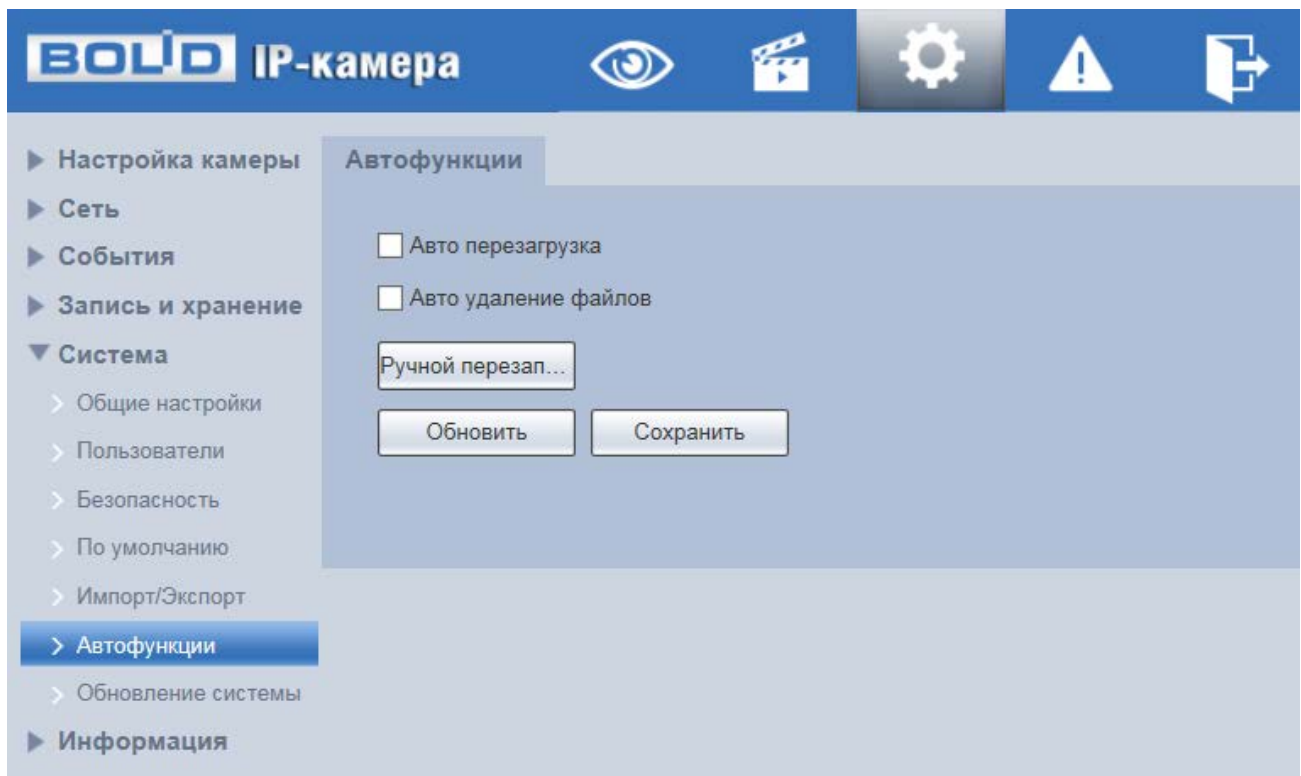 BOLID IP-камера
Настройка камеры
Автофункции
Сеть
События
Запись и хранение
Система
Общие настройки
Пользователи
Безопасность
По умолчанию
Импорт/Экспорт
Автофункции
Обновление системы
Информация
Авто перезагрузка
Авто удаление файлов
Ручной перезап...
Обновить Сохранить